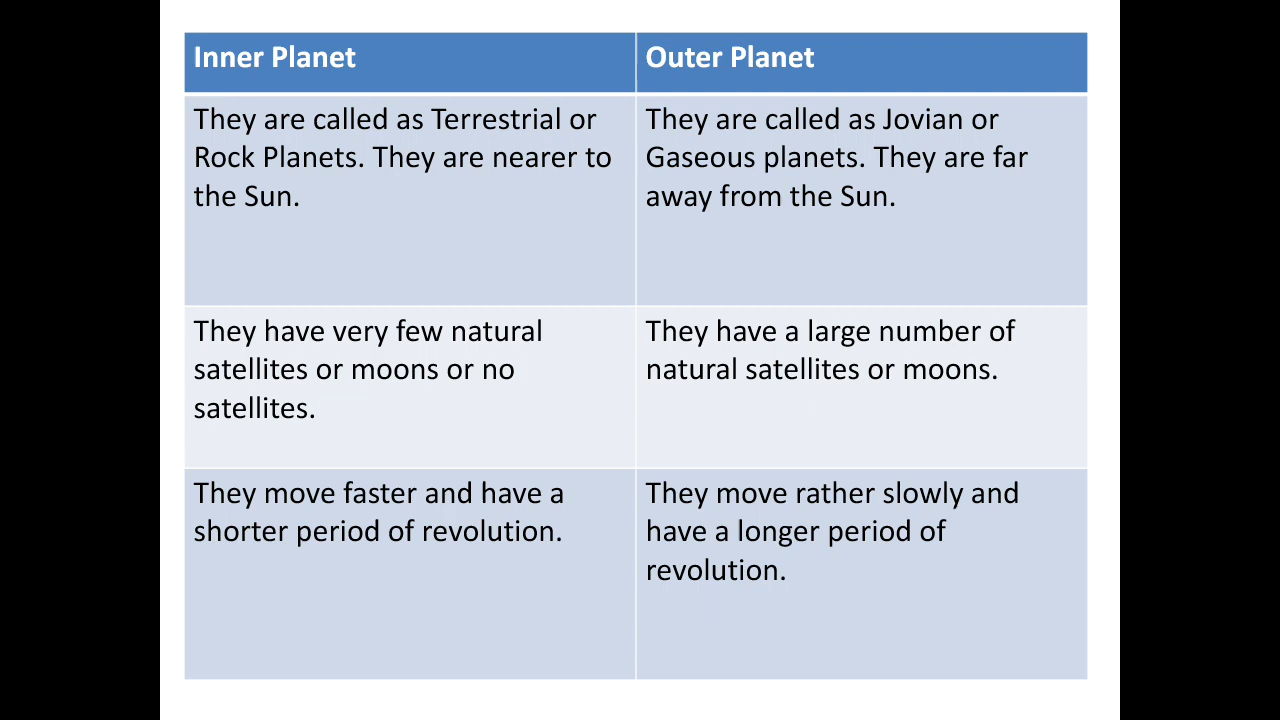 Inner Planet
Outer Planet
They are called as Terrestrial or
Rock Planets. They are nearer to
the Sun.
They are called as Jovian or
Gaseous planets. They are far
away from the Sun.
They have very few natural
satellites or moons or no
satellites.
They have a large number of
natural satellites or moons.
They move faster and have a
shorter period of revolution.
They move rather slowly and
have a longer period of
revolution.